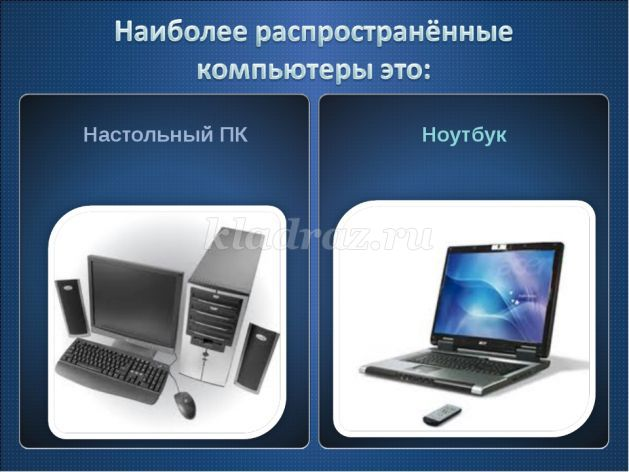 Наиболее распространённые
компьютеры это:
Настольный ПК
Ноутбук
kladraz.ru